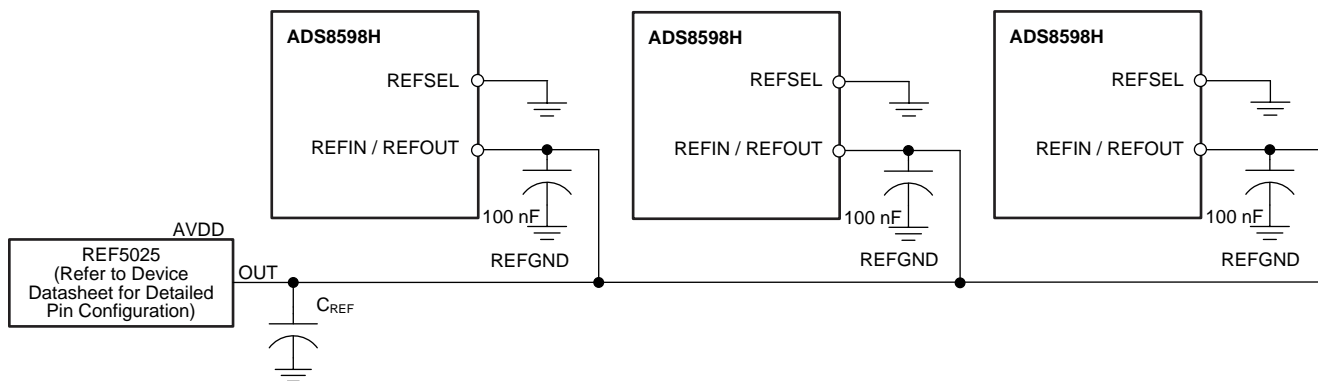 ADS8598H
REFSEL
REFIN / REFOUT
100 nF
REFGND
ADS8598H
REFSEL
REFIN / REFOUT
100 nF
REFGND
ADS8598H
REFSEL
REFIN / REFOUT
100 nF
REFGND
AVDD
REF5025
(Refer to Device
Datasheet for Detailed
Pin Configuration)
OUT
CREF